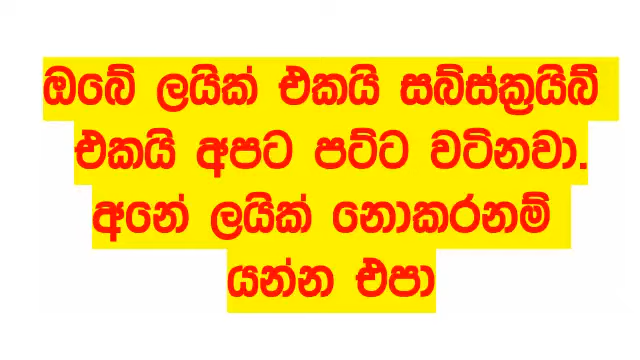 ඔබේ ලයික් එකයි සබ්ස්ක්‍රයිබ්
එකයි අපට පට්ට වටිනවා.
අනේ ලයික් නොකරනම්
යන්න එපා